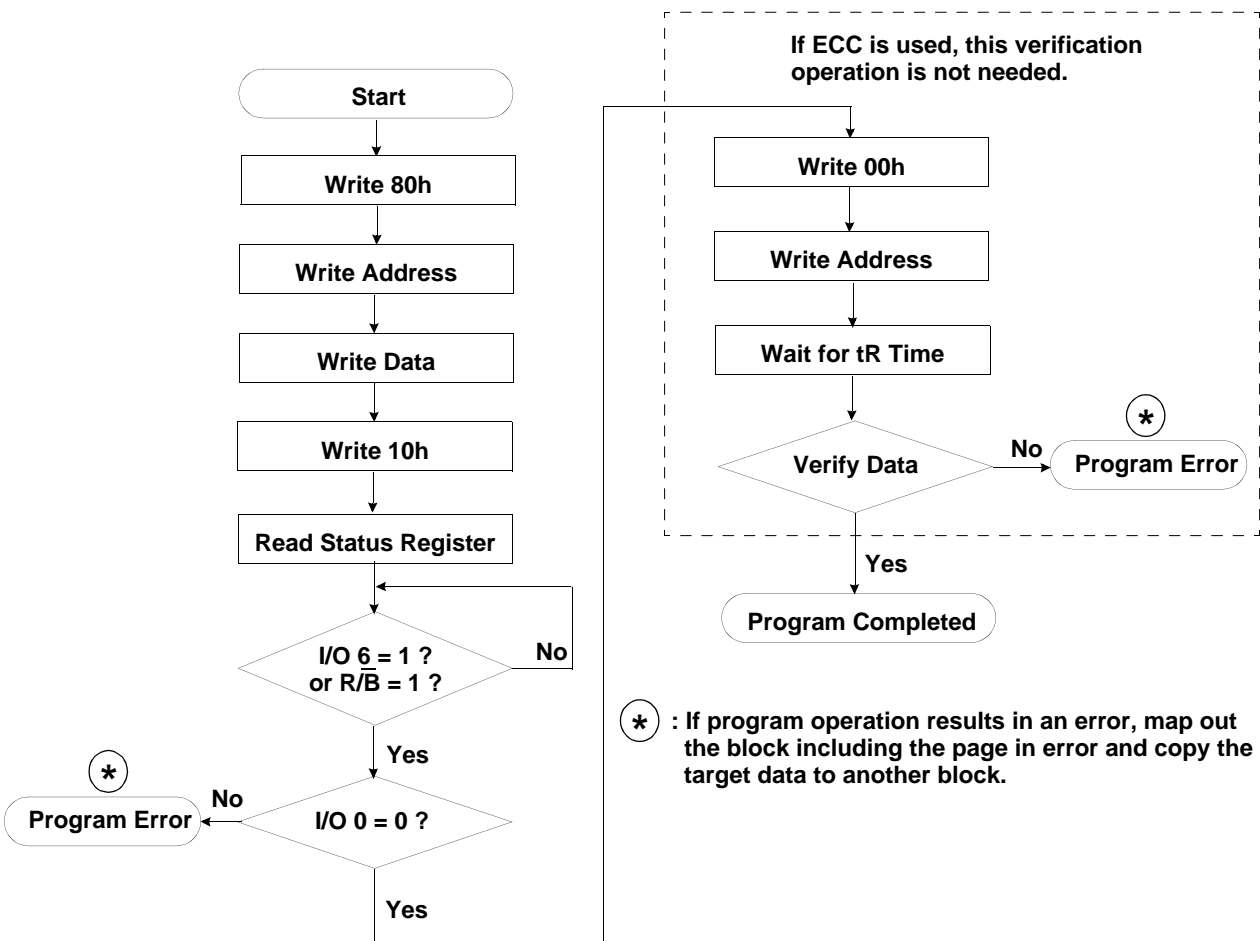 Start
Write 80h
Write Address
Write Data
Write 10h
Read Status Register
I/O 6 = 1 ?
or R/B̅ = 1 ?
No
Yes
*
No
Program Error
I/O 0 = 0 ?
Yes
If ECC is used, this verification
operation is not needed.
Write 00h
Write Address
Wait for tR Time
*
Verify Data
No
Program Error
Yes
Program Completed
* : If program operation results in an error, map out
the block including the page in error and copy the
target data to another block.